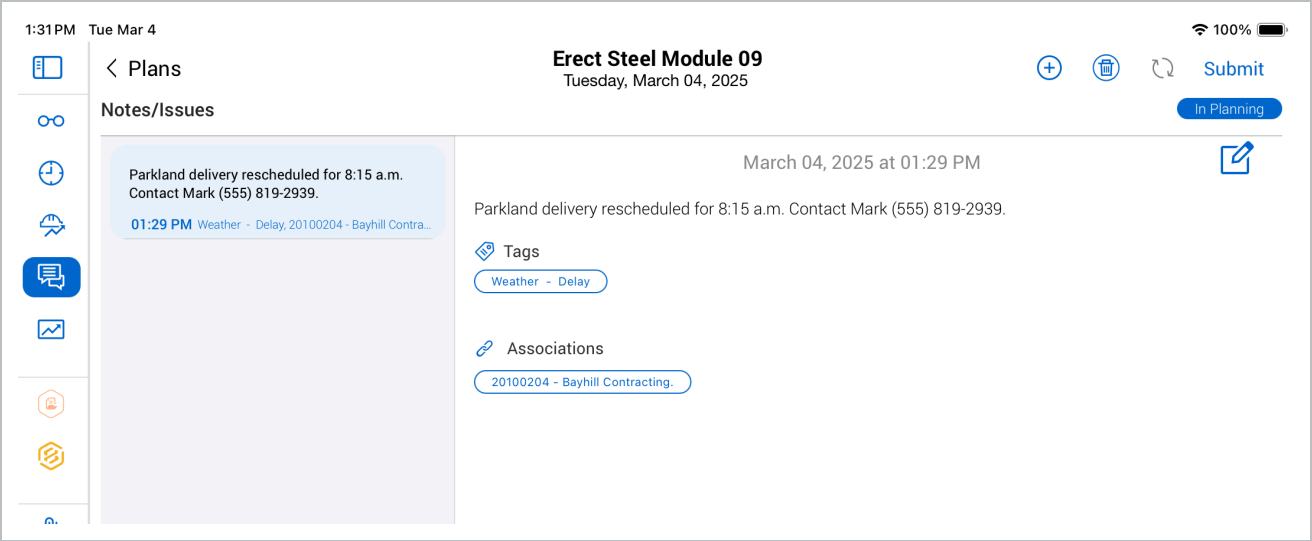 1:31 PM Tue Mar 4
100%
Plans
Erect Steel Module 09
Tuesday, March 04, 2025
Submit
Notes/Issues
In Planning
Parkland delivery rescheduled for 8:15 a.m.
Contact Mark (555) 819-2939.
01:29 PM Weather - Delay, 20100204 - Bayhill Contra...
March 04, 2025 at 01:29 PM
Parkland delivery rescheduled for 8:15 a.m. Contact Mark (555) 819-2939.
Tags
Weather - Delay
Associations
20100204 - Bayhill Contracting.